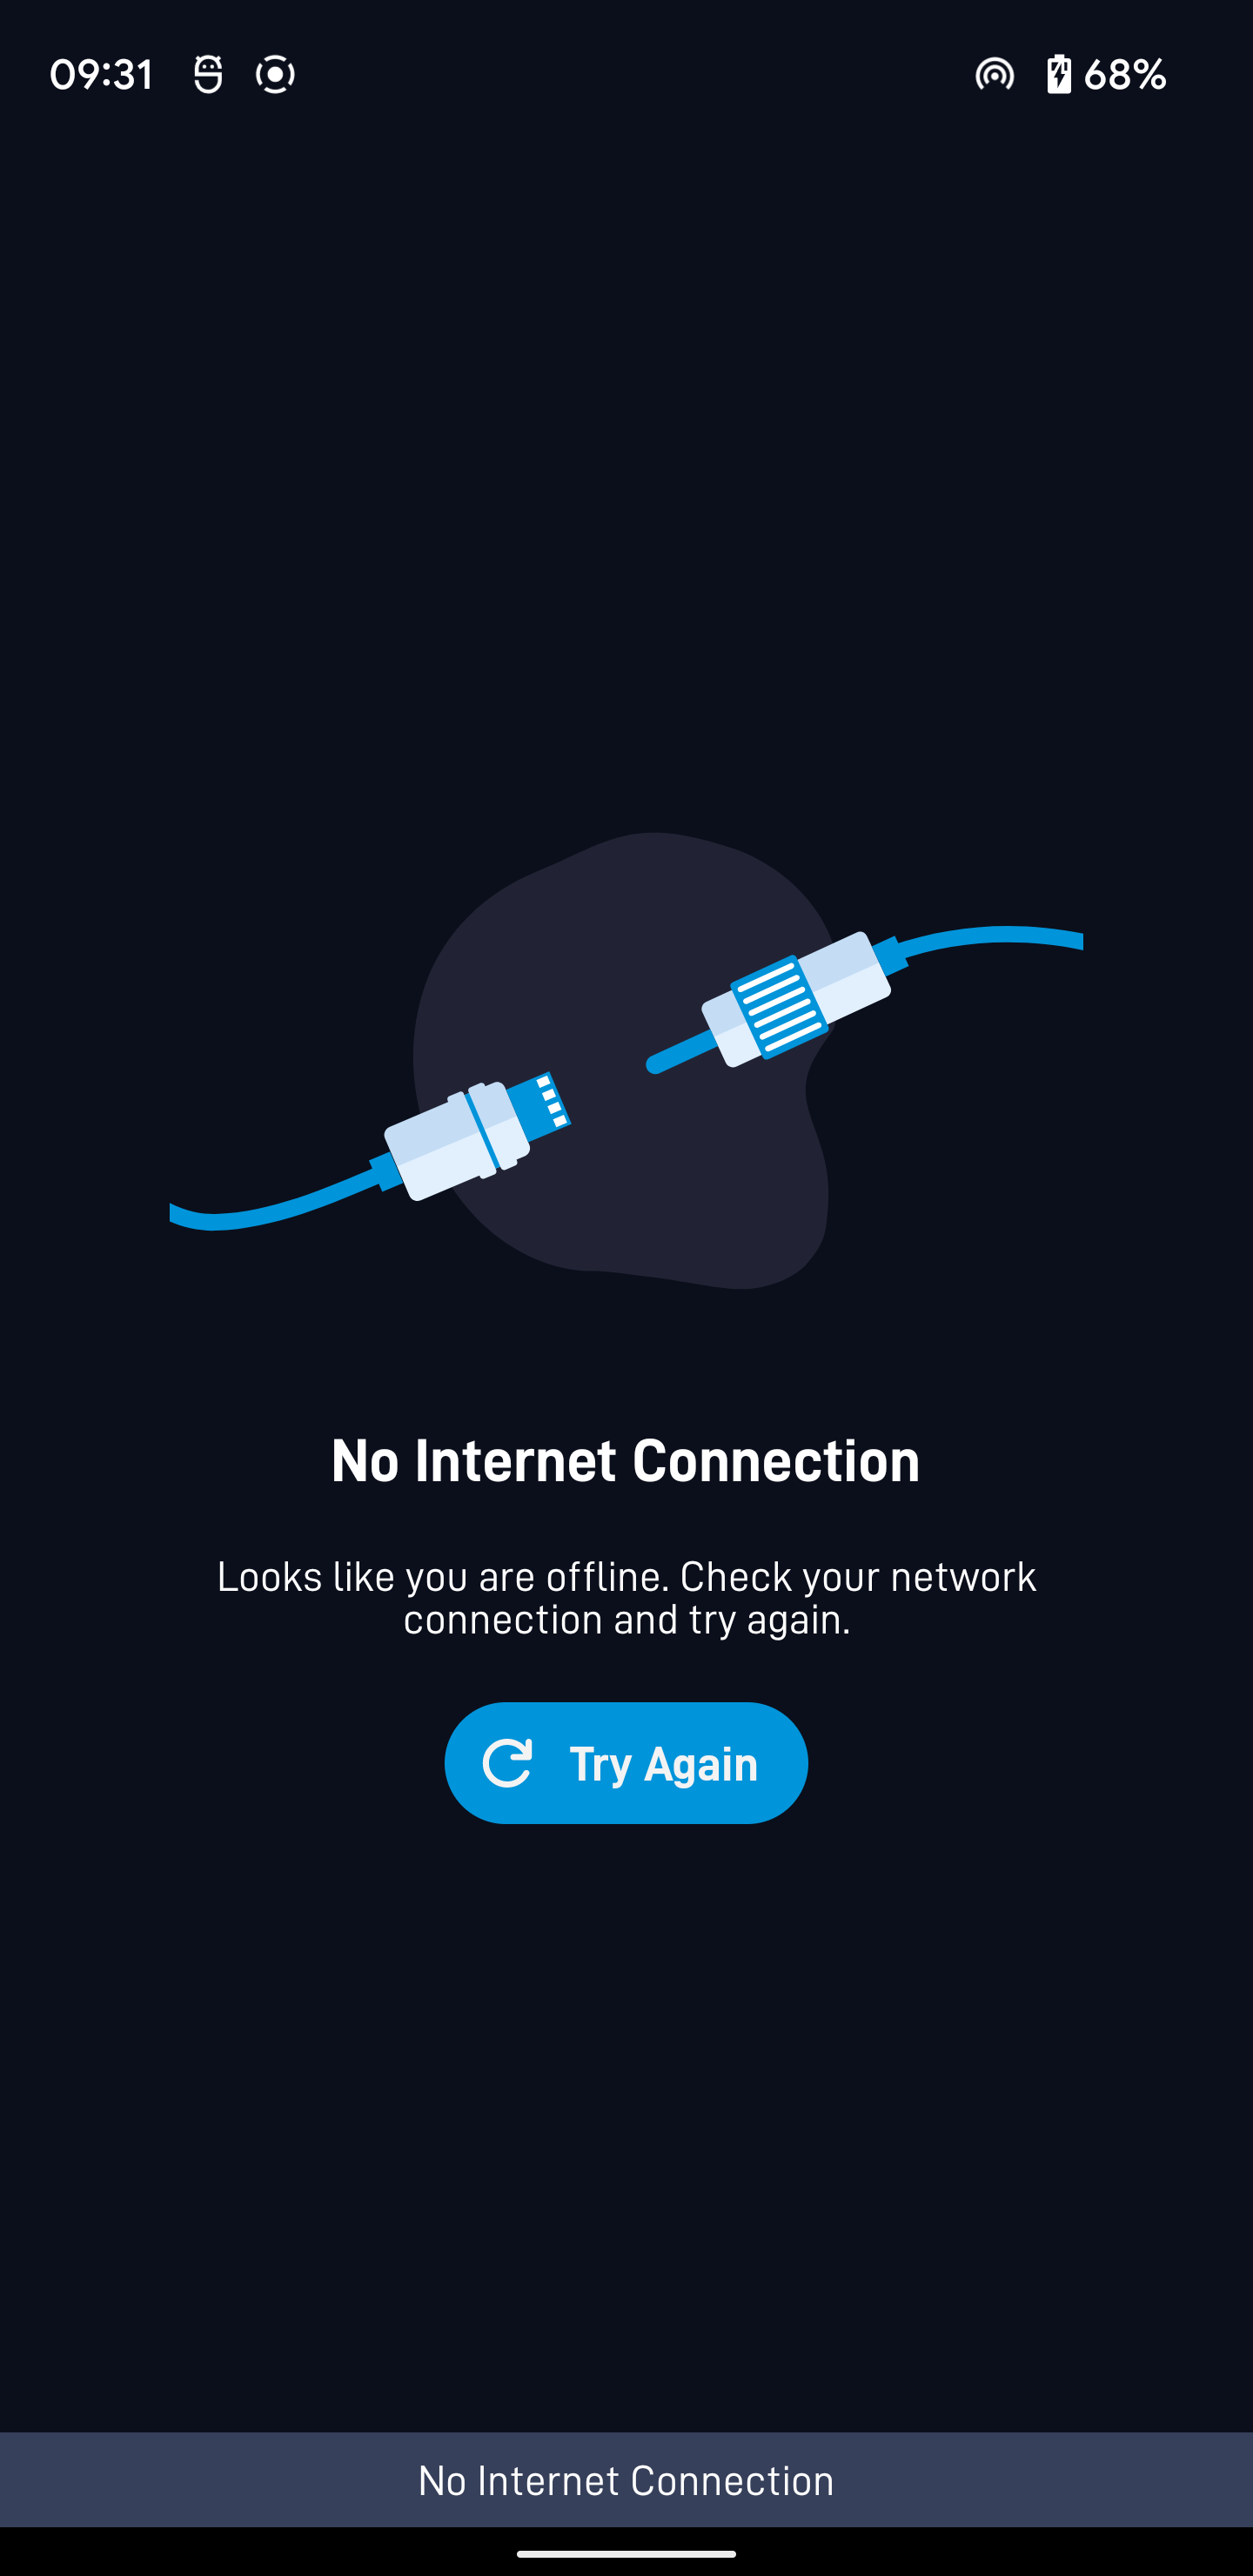 09:31
68%
No Internet Connection
Looks like you are offline. Check your network
connection and try again.
Try Again
No Internet Connection